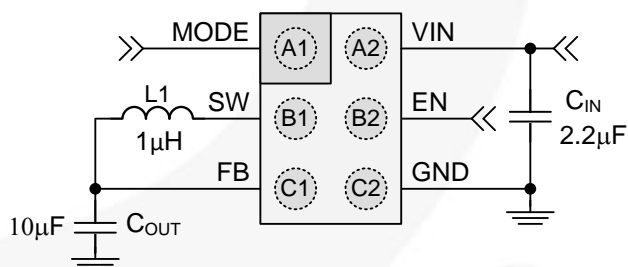 MODE A1 A2 VIN
L1 SW B1 B2 EN CIN
1μH 2.2μF
FB C1 C2 GND
10μF COUT